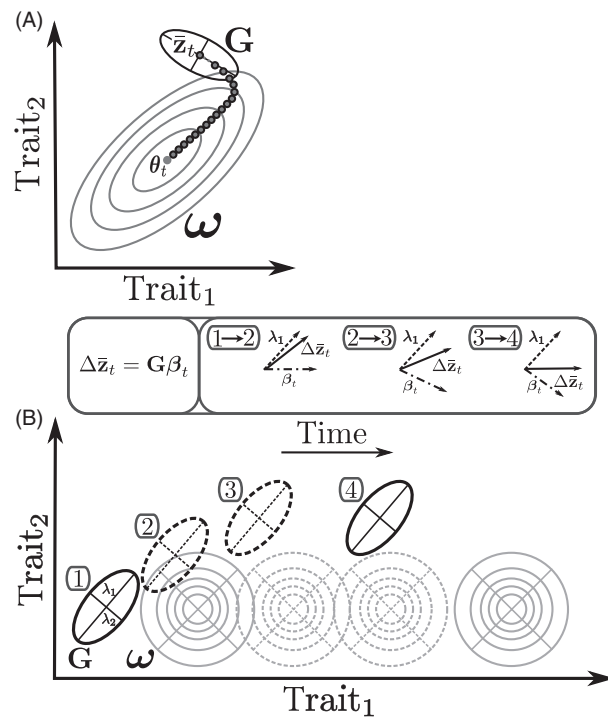 (A)
z̄ₜ G
Trait₂
θₜ
ω
Trait₁
Δz̄ₜ = Gβₜ
1→2 λ₁ Δz̄ₜ βₜ
2→3 λ₁ Δz̄ₜ βₜ
3→4 λ₁ βₜ Δz̄ₜ
(B)
Time
Trait₂
1 2 3 4
λ₁
λ₂
G ω
Trait₁